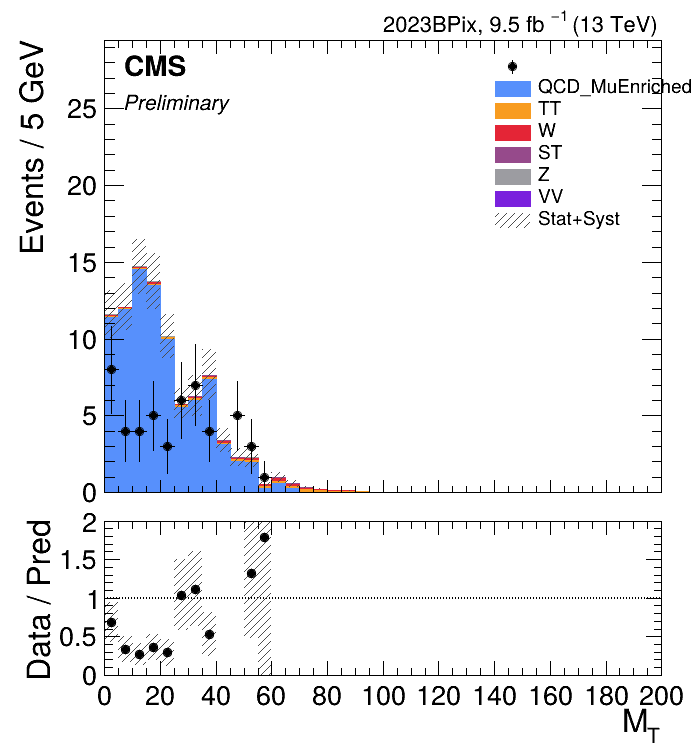 2023BPix, 9.5 fb⁻¹ (13 TeV)
CMS
Preliminary
QCD_MuEnriched
TT
W
ST
Z
VV
Stat+Syst
Events / 5 GeV
25
20
15
10
5
0
Data / Pred
2
1.5
1
0.5
0
0 20 40 60 80 100 120 140 160 180 200
M_T